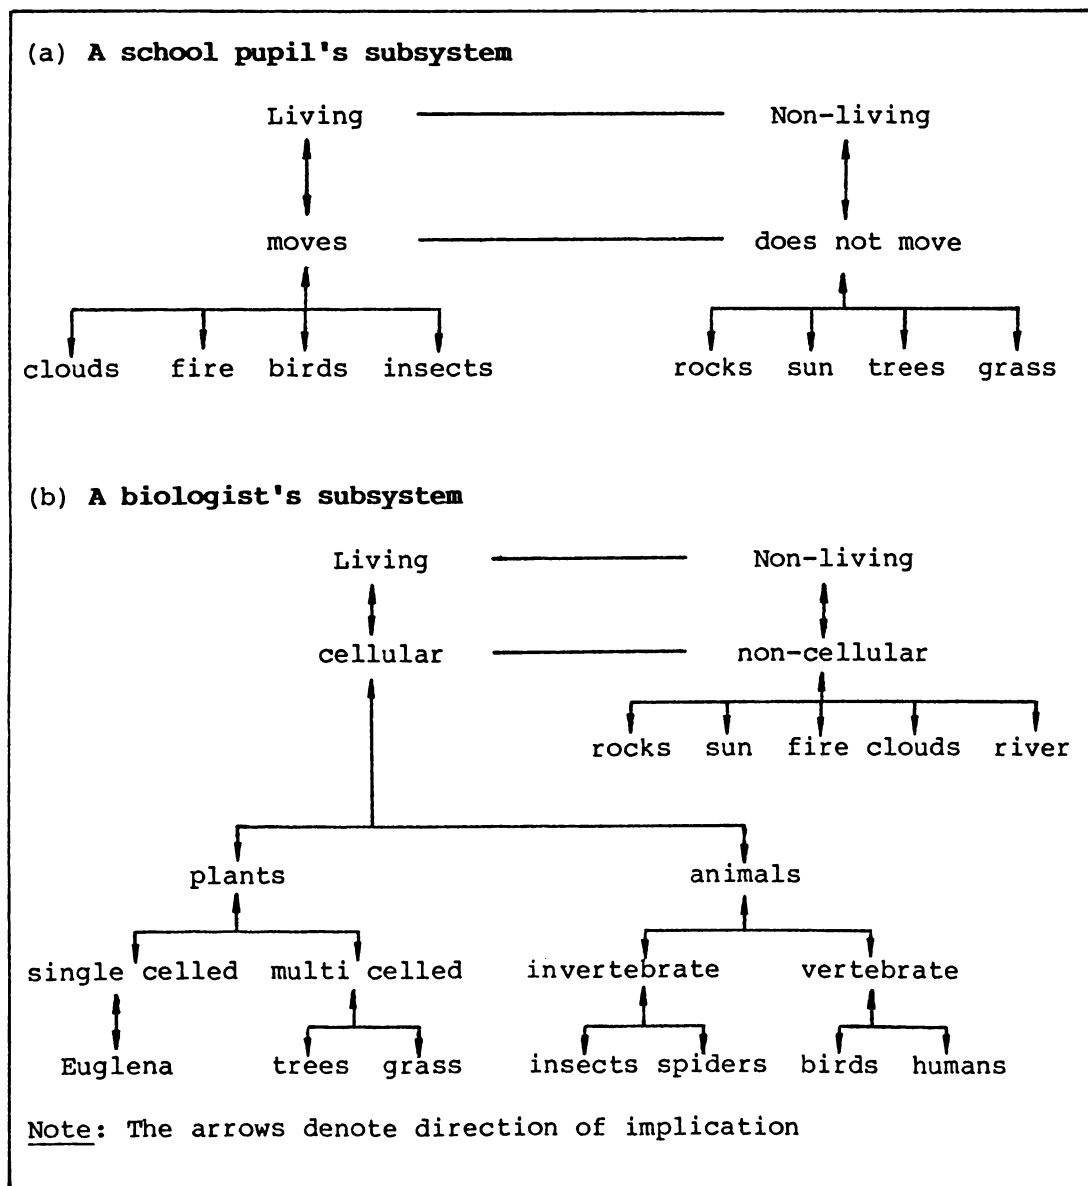 (a) A school pupil's subsystem
Living Non-living
moves does not move
clouds fire birds insects rocks sun trees grass
(b) A biologist's subsystem
Living Non-living
cellular non-cellular
rocks sun fire clouds river
plants animals
single celled multi celled invertebrate vertebrate
Euglena trees grass insects spiders birds humans
Note: The arrows denote direction of implication